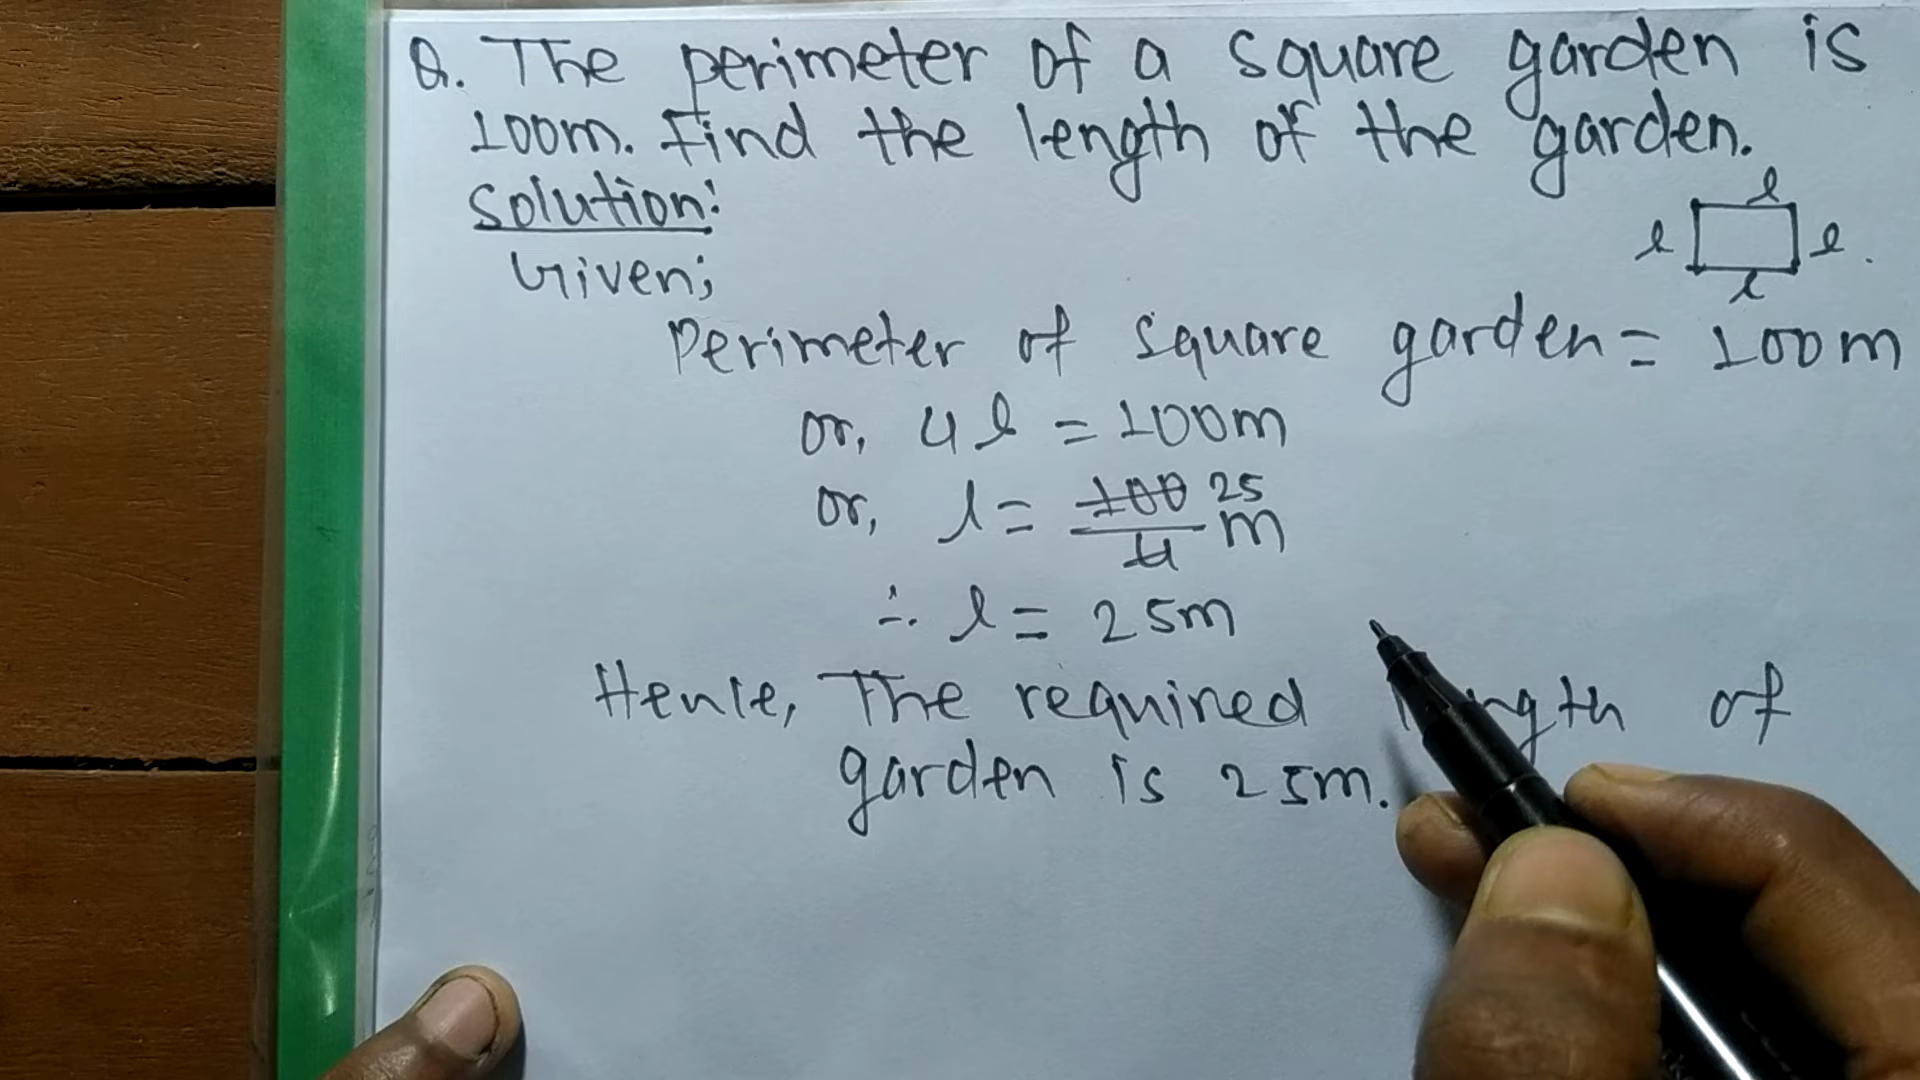 Q. The perimeter of a square garden is
100m. Find the length of the garden.
Solution:
l
l l.
l
Given;
Perimeter of square garden = 100m
or, 4l = 100m
or, l = 100/4 25 m
∴ l = 25m
Hence, The required length of
garden is 25m.